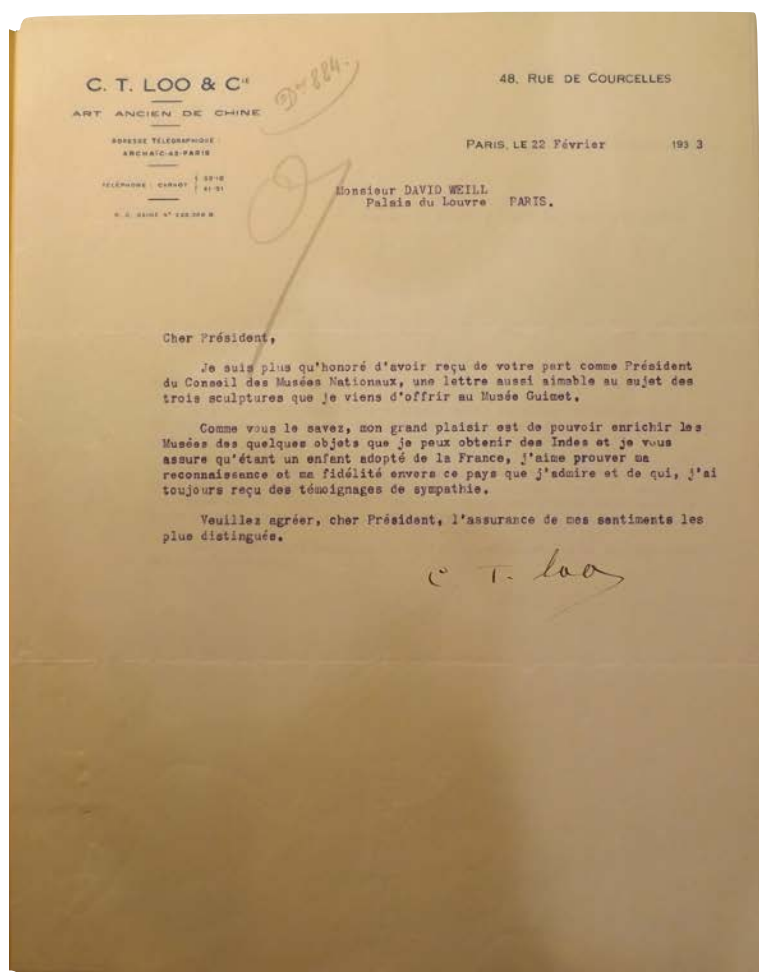 C. T. LOO & Cⁱᵉ
ART ANCIEN DE CHINE
ADRESSE TÉLÉGRAPHIQUE :
ARCHAÏC-42-PARIS
TÉLÉPHONE : CARNOT
48, RUE DE COURCELLES
PARIS, LE 22 Février 193 3
Monsieur DAVID WEILL
Palais du Louvre PARIS.
Cher Président,
Je suis plus qu'honoré d'avoir reçu de votre part comme Président
du Conseil des Musées Nationaux, une lettre aussi aimable au sujet des
trois sculptures que je viens d'offrir au Musée Guimet.
Comme vous le savez, mon grand plaisir est de pouvoir enrichir les
Musées des quelques objets que je peux obtenir des Indes et je vous
assure qu'étant un enfant adopté de la France, j'aime prouver ma
reconnaissance et ma fidélité envers ce pays que j'admire et de qui, j'ai
toujours reçu des témoignages de sympathie.
Veuillez agréer, cher Président, l'assurance de mes sentiments les
plus distingués.
C. T. Loo